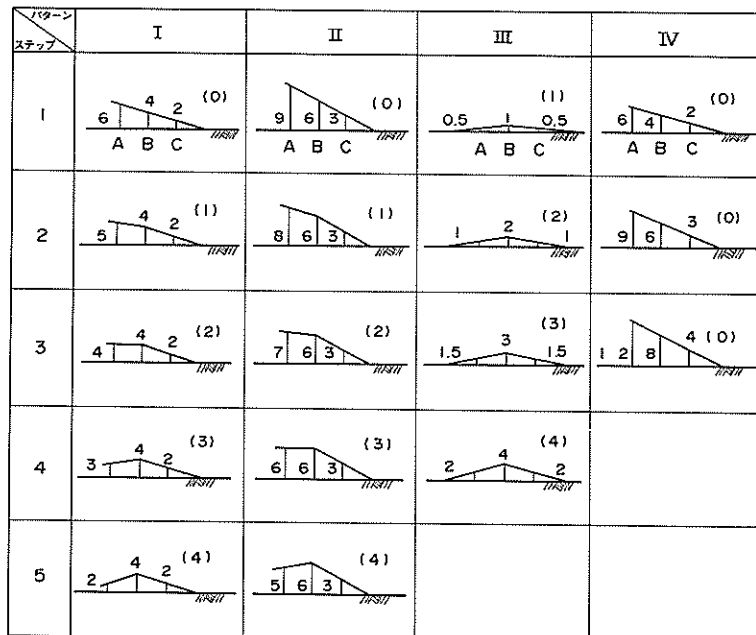 パターン
ステップ
I II III IV
1
6 4 2 (0)
A B C
9 6 3 (0)
A B C
0.5 1 0.5 (1)
A B C
6 4 2 (0)
A B C
2
5 4 2 (1)
8 6 3 (1)
1 2 1 (2)
9 6 3 (0)
3
4 4 2 (2)
7 6 3 (2)
1.5 3 1.5 (3)
1 2 8 4 (0)
4
3 4 2 (3)
6 6 3 (3)
2 4 2 (4)
5
2 4 2 (4)
5 6 3 (4)